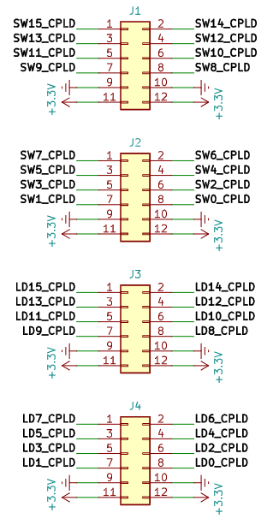 J1
SW15_CPLD 1 2 SW14_CPLD
SW13_CPLD 3 4 SW12_CPLD
SW11_CPLD 5 6 SW10_CPLD
SW9_CPLD 7 8 SW8_CPLD
9 10
+3.3V 11 12 +3.3V
J2
SW7_CPLD 1 2 SW6_CPLD
SW5_CPLD 3 4 SW4_CPLD
SW3_CPLD 5 6 SW2_CPLD
SW1_CPLD 7 8 SW0_CPLD
9 10
+3.3V 11 12 +3.3V
J3
LD15_CPLD 1 2 LD14_CPLD
LD13_CPLD 3 4 LD12_CPLD
LD11_CPLD 5 6 LD10_CPLD
LD9_CPLD 7 8 LD8_CPLD
9 10
+3.3V 11 12 +3.3V
J4
LD7_CPLD 1 2 LD6_CPLD
LD5_CPLD 3 4 LD4_CPLD
LD3_CPLD 5 6 LD2_CPLD
LD1_CPLD 7 8 LD0_CPLD
9 10
+3.3V 11 12 +3.3V